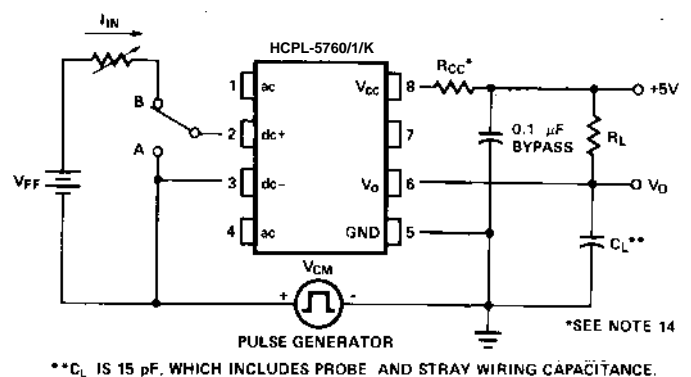 I_IN
HCPL-5760/1/K
R_CC*
1 ac
V_CC 8
+5V
B
2 dc+
7
0.1 µF
BYPASS
R_L
A
V_FF
3 dc-
V_O 6
V_O
4 ac
GND 5
C_L**
V_CM
+ -
PULSE GENERATOR
*SEE NOTE 14
**C_L IS 15 pF, WHICH INCLUDES PROBE AND STRAY WIRING CAPACITANCE.